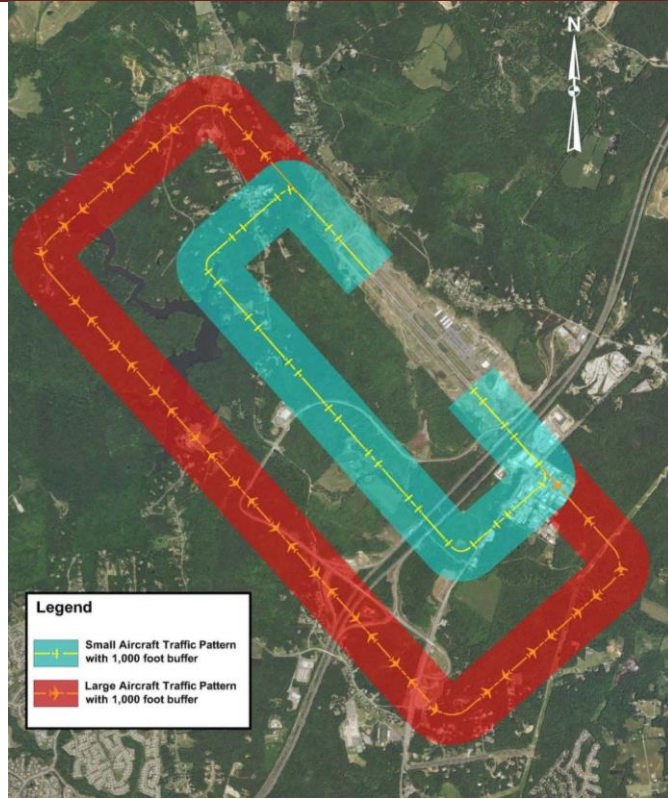 N
Legend
Small Aircraft Traffic Pattern
with 1,000 foot buffer
Large Aircraft Traffic Pattern
with 1,000 foot buffer